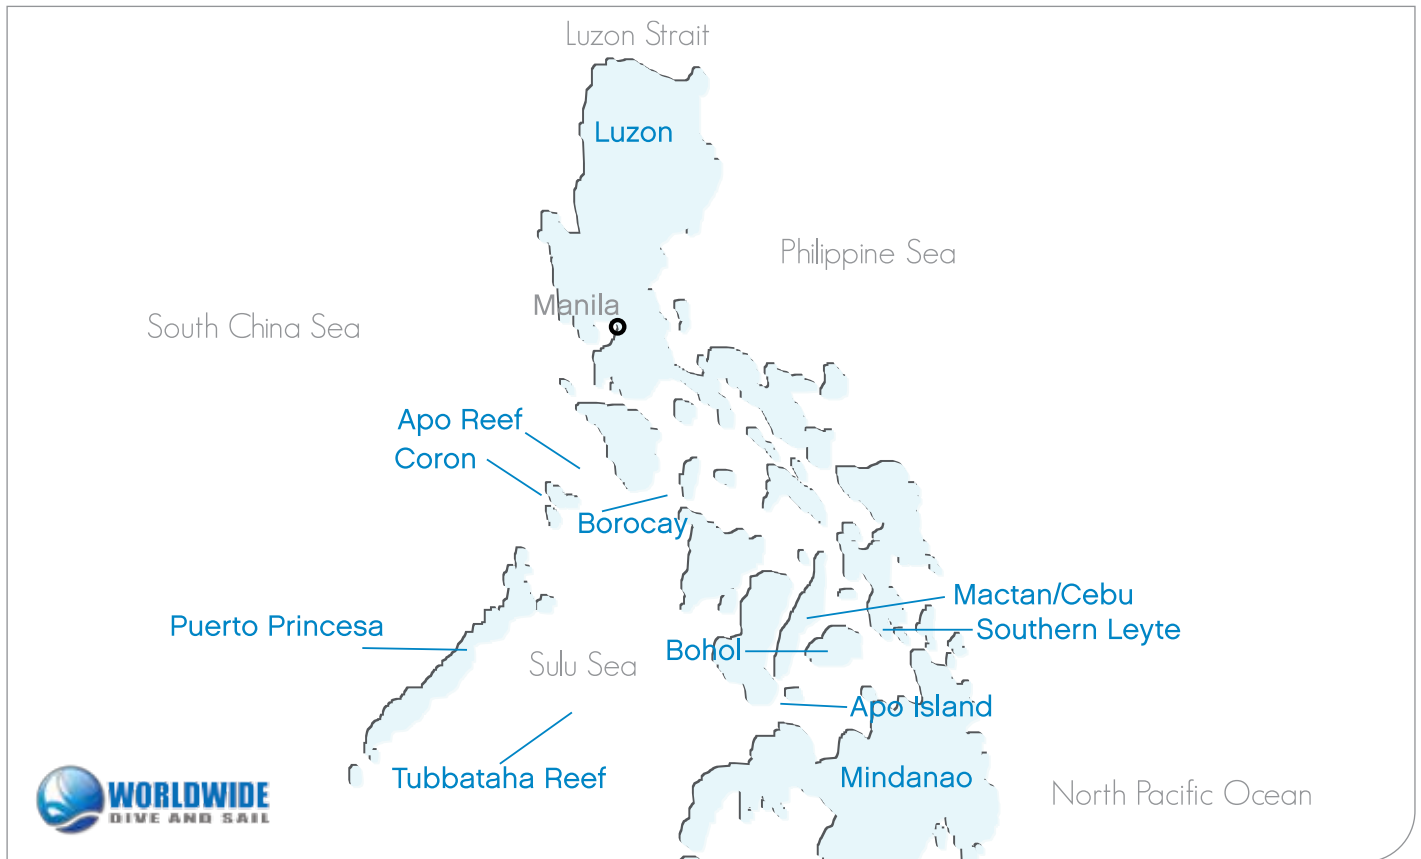 Luzon Strait
Luzon
Philippine Sea
Manila
South China Sea
Apo Reef
Coron
Borocay
Mactan/Cebu
Puerto Princesa
Southern Leyte
Bohol
Sulu Sea
Apo Island
Tubbataha Reef
Mindanao
North Pacific Ocean
WORLDWIDE
DIVE AND SAIL